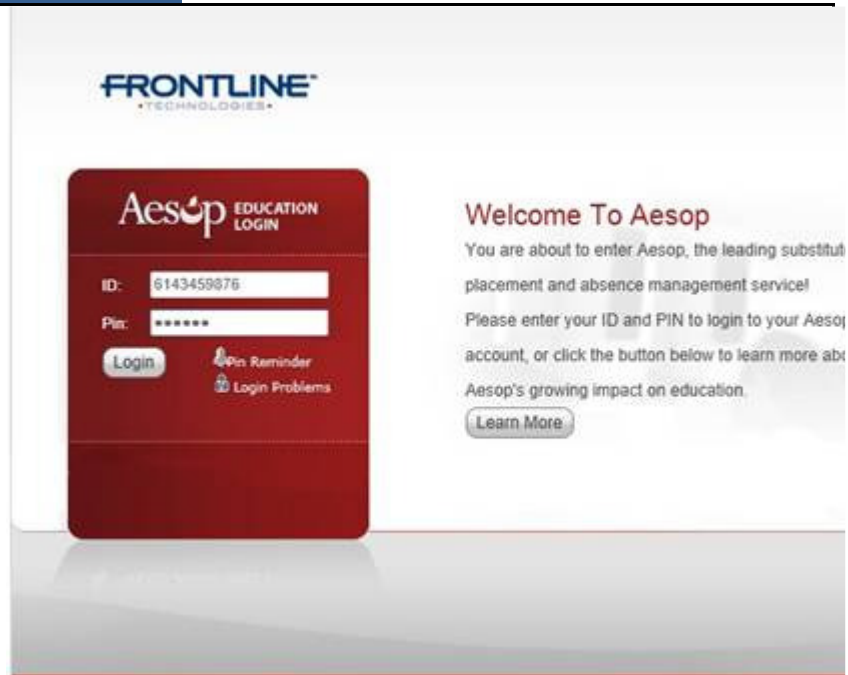 FRONTLINE™
•TECHNOLOGIES•
Aesop EDUCATION
LOGIN
ID: 6143459876
Pin: ••••••
Login
Pin Reminder
Login Problems
Welcome To Aesop
You are about to enter Aesop, the leading substitut
placement and absence management service!
Please enter your ID and PIN to login to your Aesop
account, or click the button below to learn more abo
Aesop's growing impact on education.
Learn More